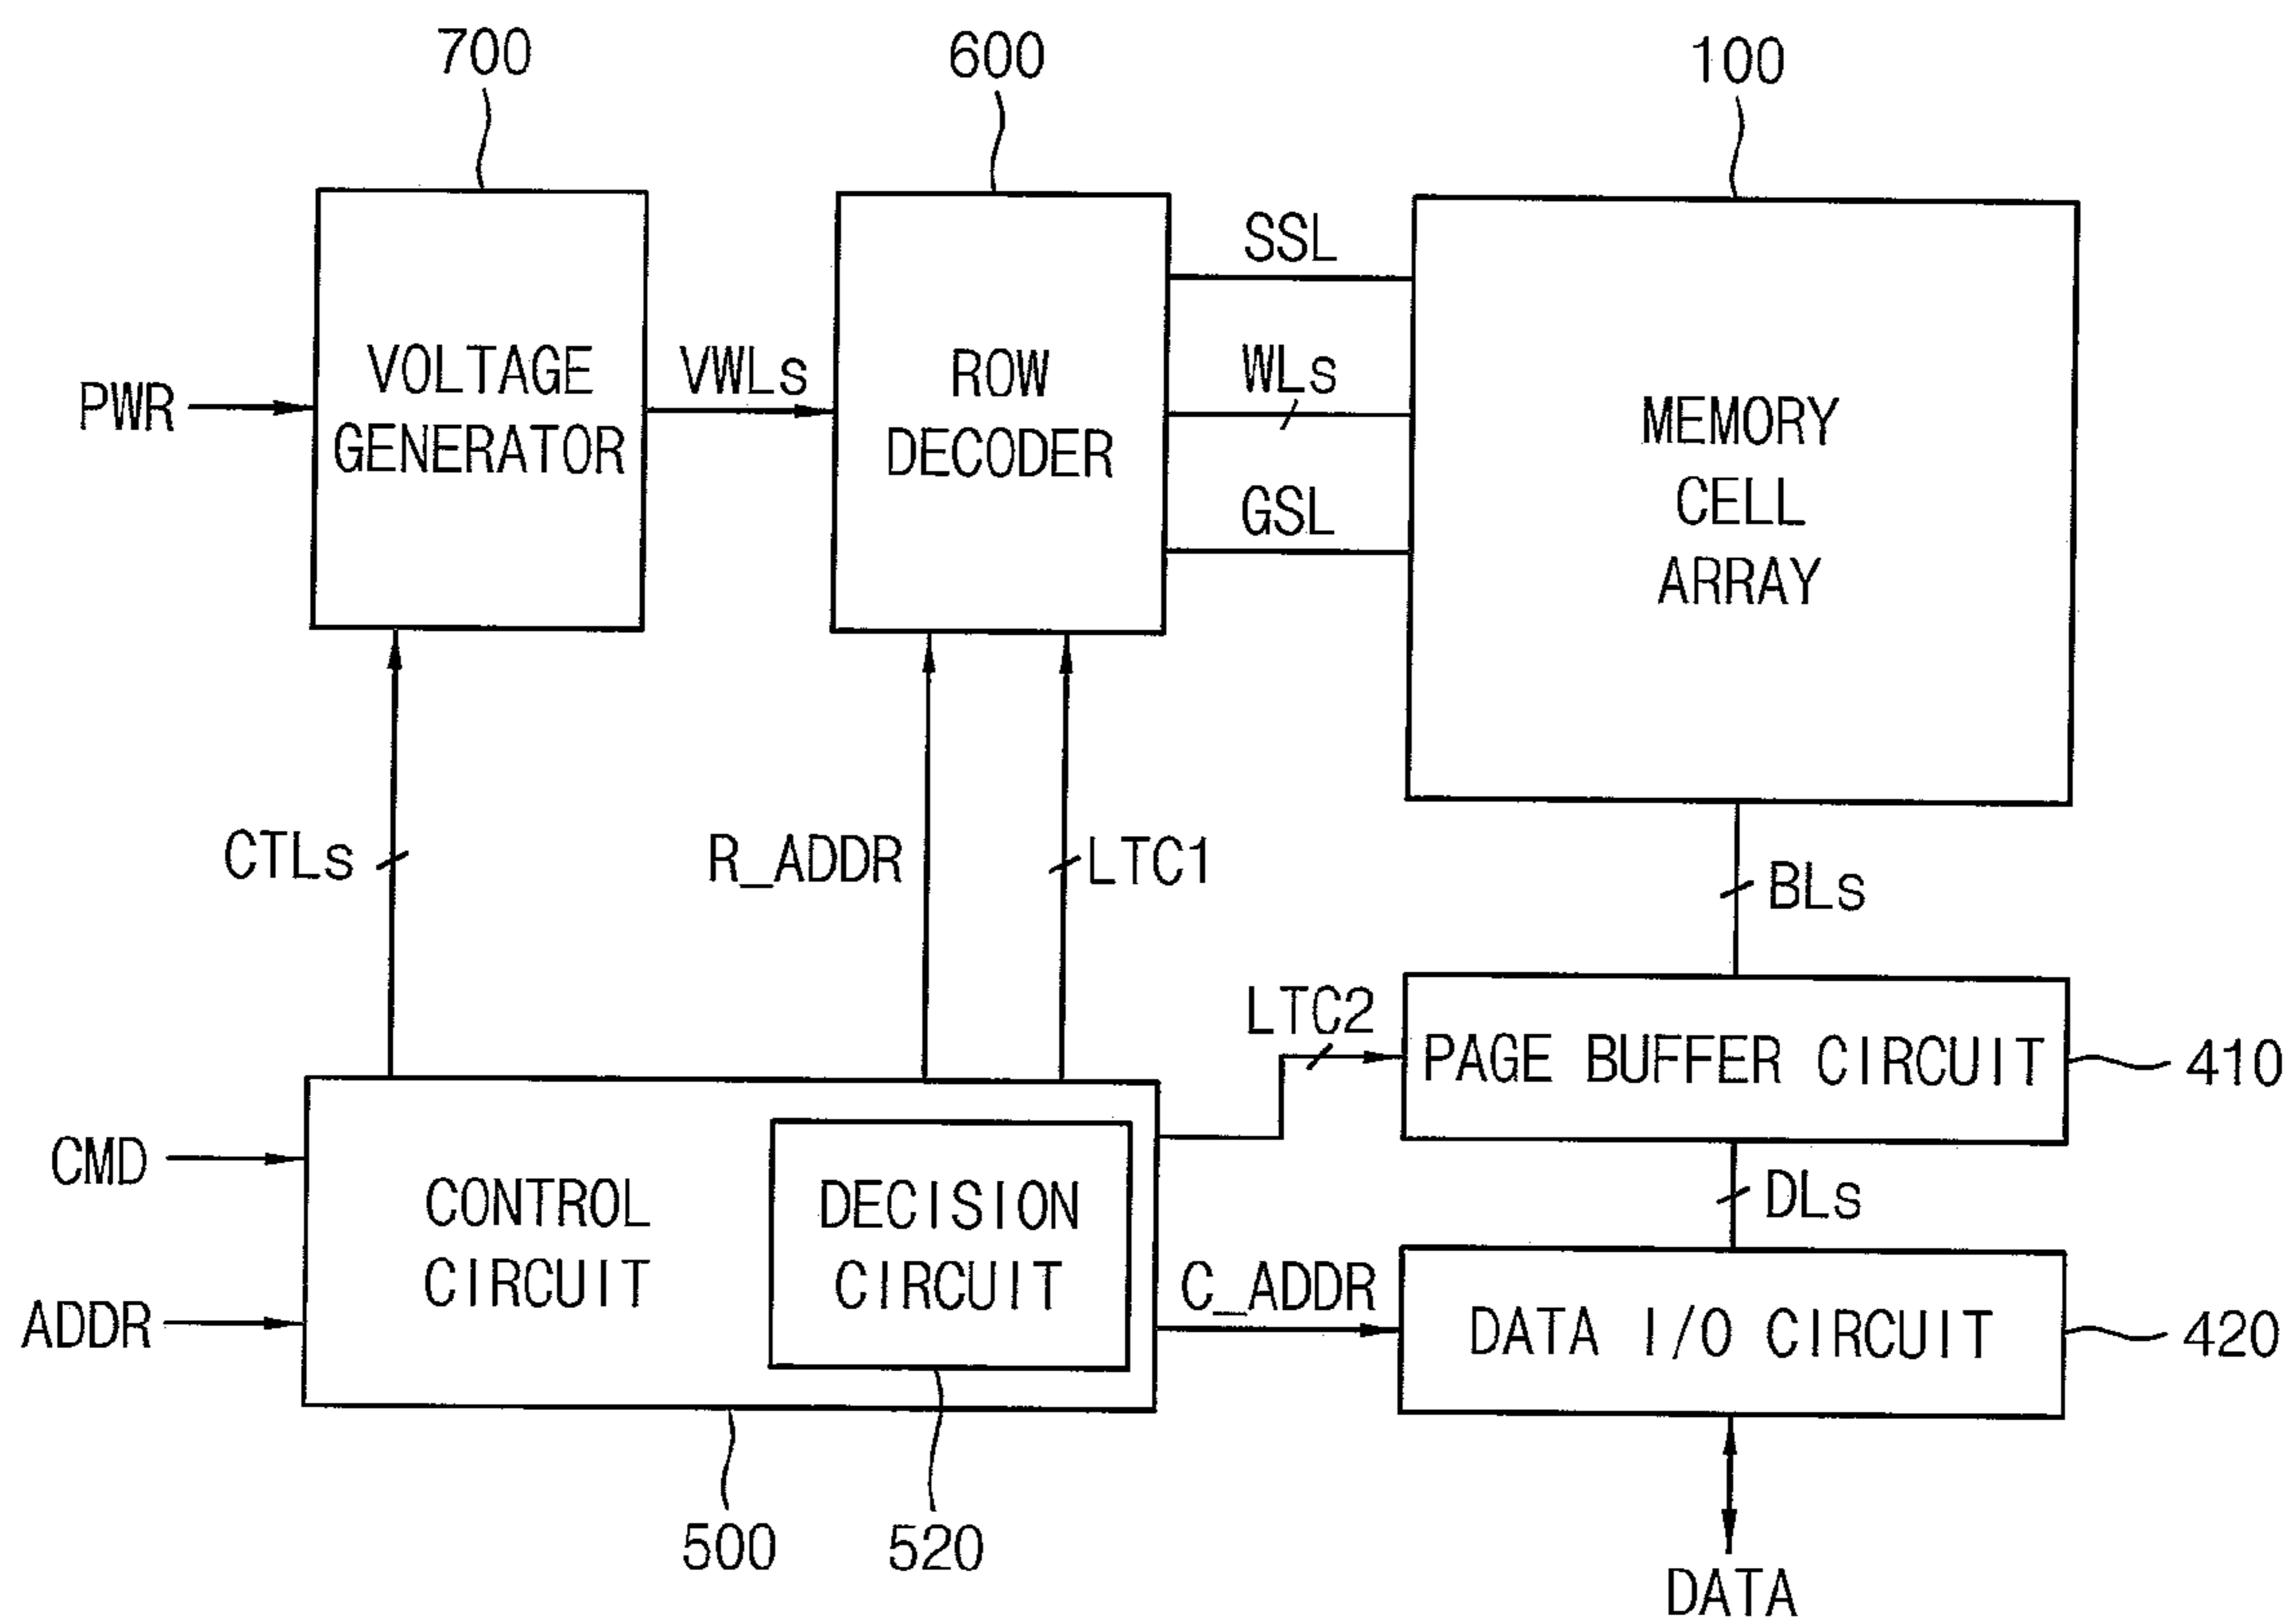 700
600
100
SSL
VOLTAGE
GENERATOR
VWLs
ROW
DECODER
WLs
MEMORY
CELL
ARRAY
PWR
GSL
CTLs
R_ADDR
LTC1
BLs
LTC2
PAGE BUFFER CIRCUIT
410
CMD
CONTROL
CIRCUIT
DECISION
CIRCUIT
DLs
ADDR
C_ADDR
DATA I/O CIRCUIT
420
500
520
DATA